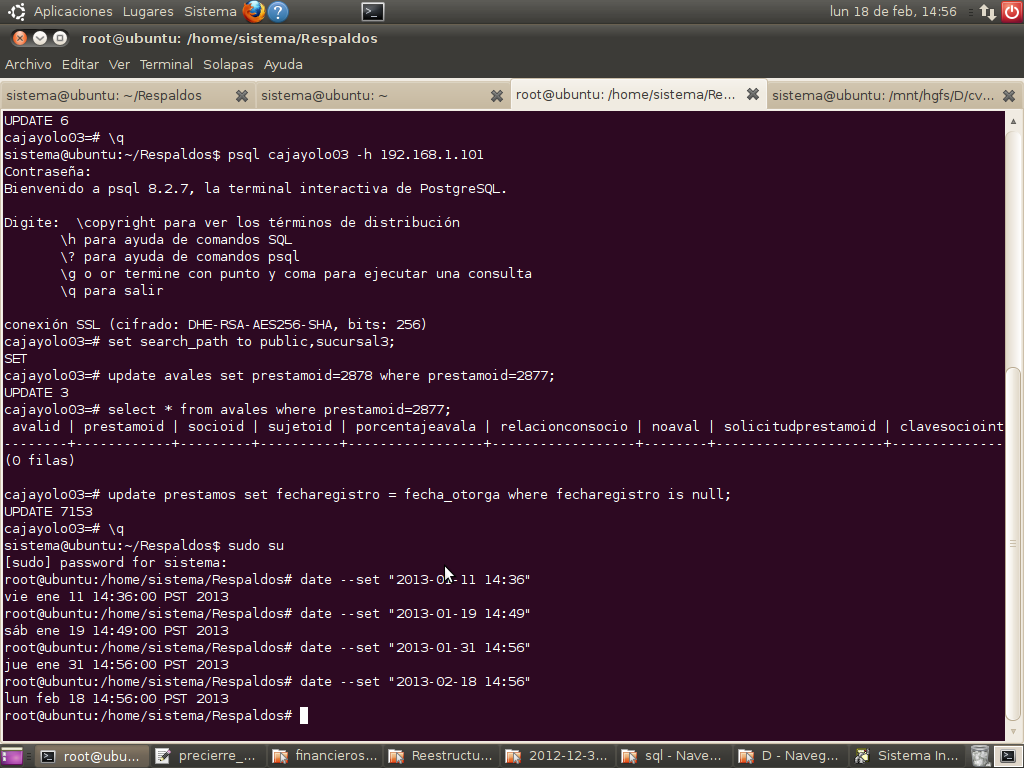 Aplicaciones Lugares Sistema lun 18 de feb, 14:56
root@ubuntu: /home/sistema/Respaldos
Archivo Editar Ver Terminal Solapas Ayuda
sistema@ubuntu: ~/Respaldos sistema@ubuntu: ~ root@ubuntu: /home/sistema/Re... sistema@ubuntu: /mnt/hgfs/D/cv...
UPDATE 6
cajayolo03=# \q
sistema@ubuntu:~/Respaldos$ psql cajayolo03 -h 192.168.1.101
Contraseña:
Bienvenido a psql 8.2.7, la terminal interactiva de PostgreSQL.
Digite:  \copyright para ver los términos de distribución
\h para ayuda de comandos SQL
\? para ayuda de comandos psql
\g o or termine con punto y coma para ejecutar una consulta
\q para salir
conexión SSL (cifrado: DHE-RSA-AES256-SHA, bits: 256)
cajayolo03=# set search_path to public,sucursal3;
SET
cajayolo03=# update avales set prestamoid=2878 where prestamoid=2877;
UPDATE 3
cajayolo03=# select * from avales where prestamoid=2877;
avalid | prestamoid | socioid | sujetoid | porcentajeavala | relacionconsocio | noaval | solicitudprestamoid | clavesocioint
--------+------------+---------+----------+-----------------+------------------+--------+---------------------+--------------
(0 filas)
cajayolo03=# update prestamos set fecharegistro = fecha_otorga where fecharegistro is null;
UPDATE 7153
cajayolo03=# \q
sistema@ubuntu:~/Respaldos$ sudo su
[sudo] password for sistema:
root@ubuntu:/home/sistema/Respaldos# date --set "2013-01-11 14:36"
vie ene 11 14:36:00 PST 2013
root@ubuntu:/home/sistema/Respaldos# date --set "2013-01-19 14:49"
sáb ene 19 14:49:00 PST 2013
root@ubuntu:/home/sistema/Respaldos# date --set "2013-01-31 14:56"
jue ene 31 14:56:00 PST 2013
root@ubuntu:/home/sistema/Respaldos# date --set "2013-02-18 14:56"
lun feb 18 14:56:00 PST 2013
root@ubuntu:/home/sistema/Respaldos#
root@ubu... precierre_... financieros... Reestructu... 2012-12-3... sql - Nave... D - Naveg... Sistema In...